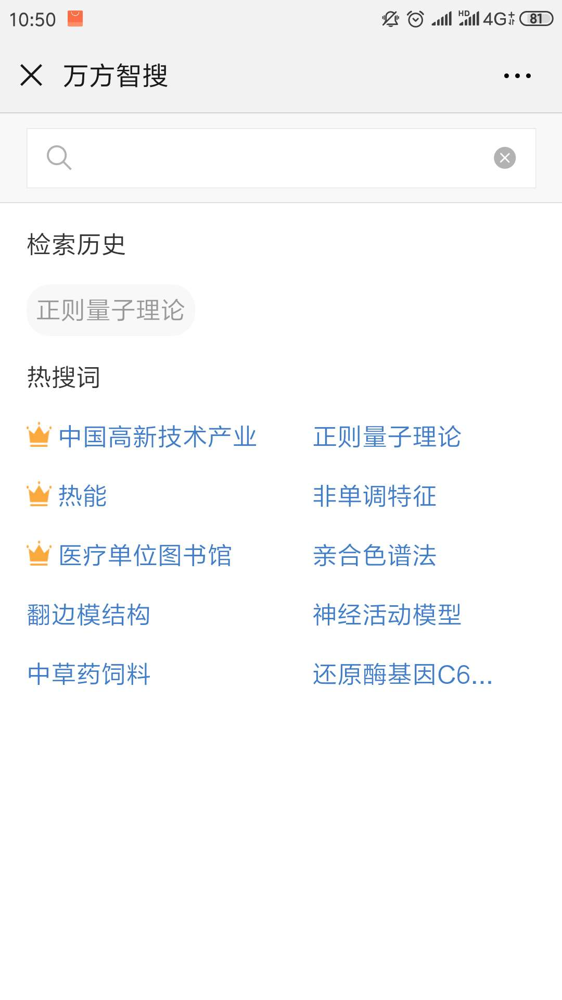 10:50 HD 4G 81
万方智搜
检索历史
正则量子理论
热搜词
中国高新技术产业 正则量子理论
热能 非单调特征
医疗单位图书馆 亲合色谱法
翻边模结构 神经活动模型
中草药饲料 还原酶基因C6...